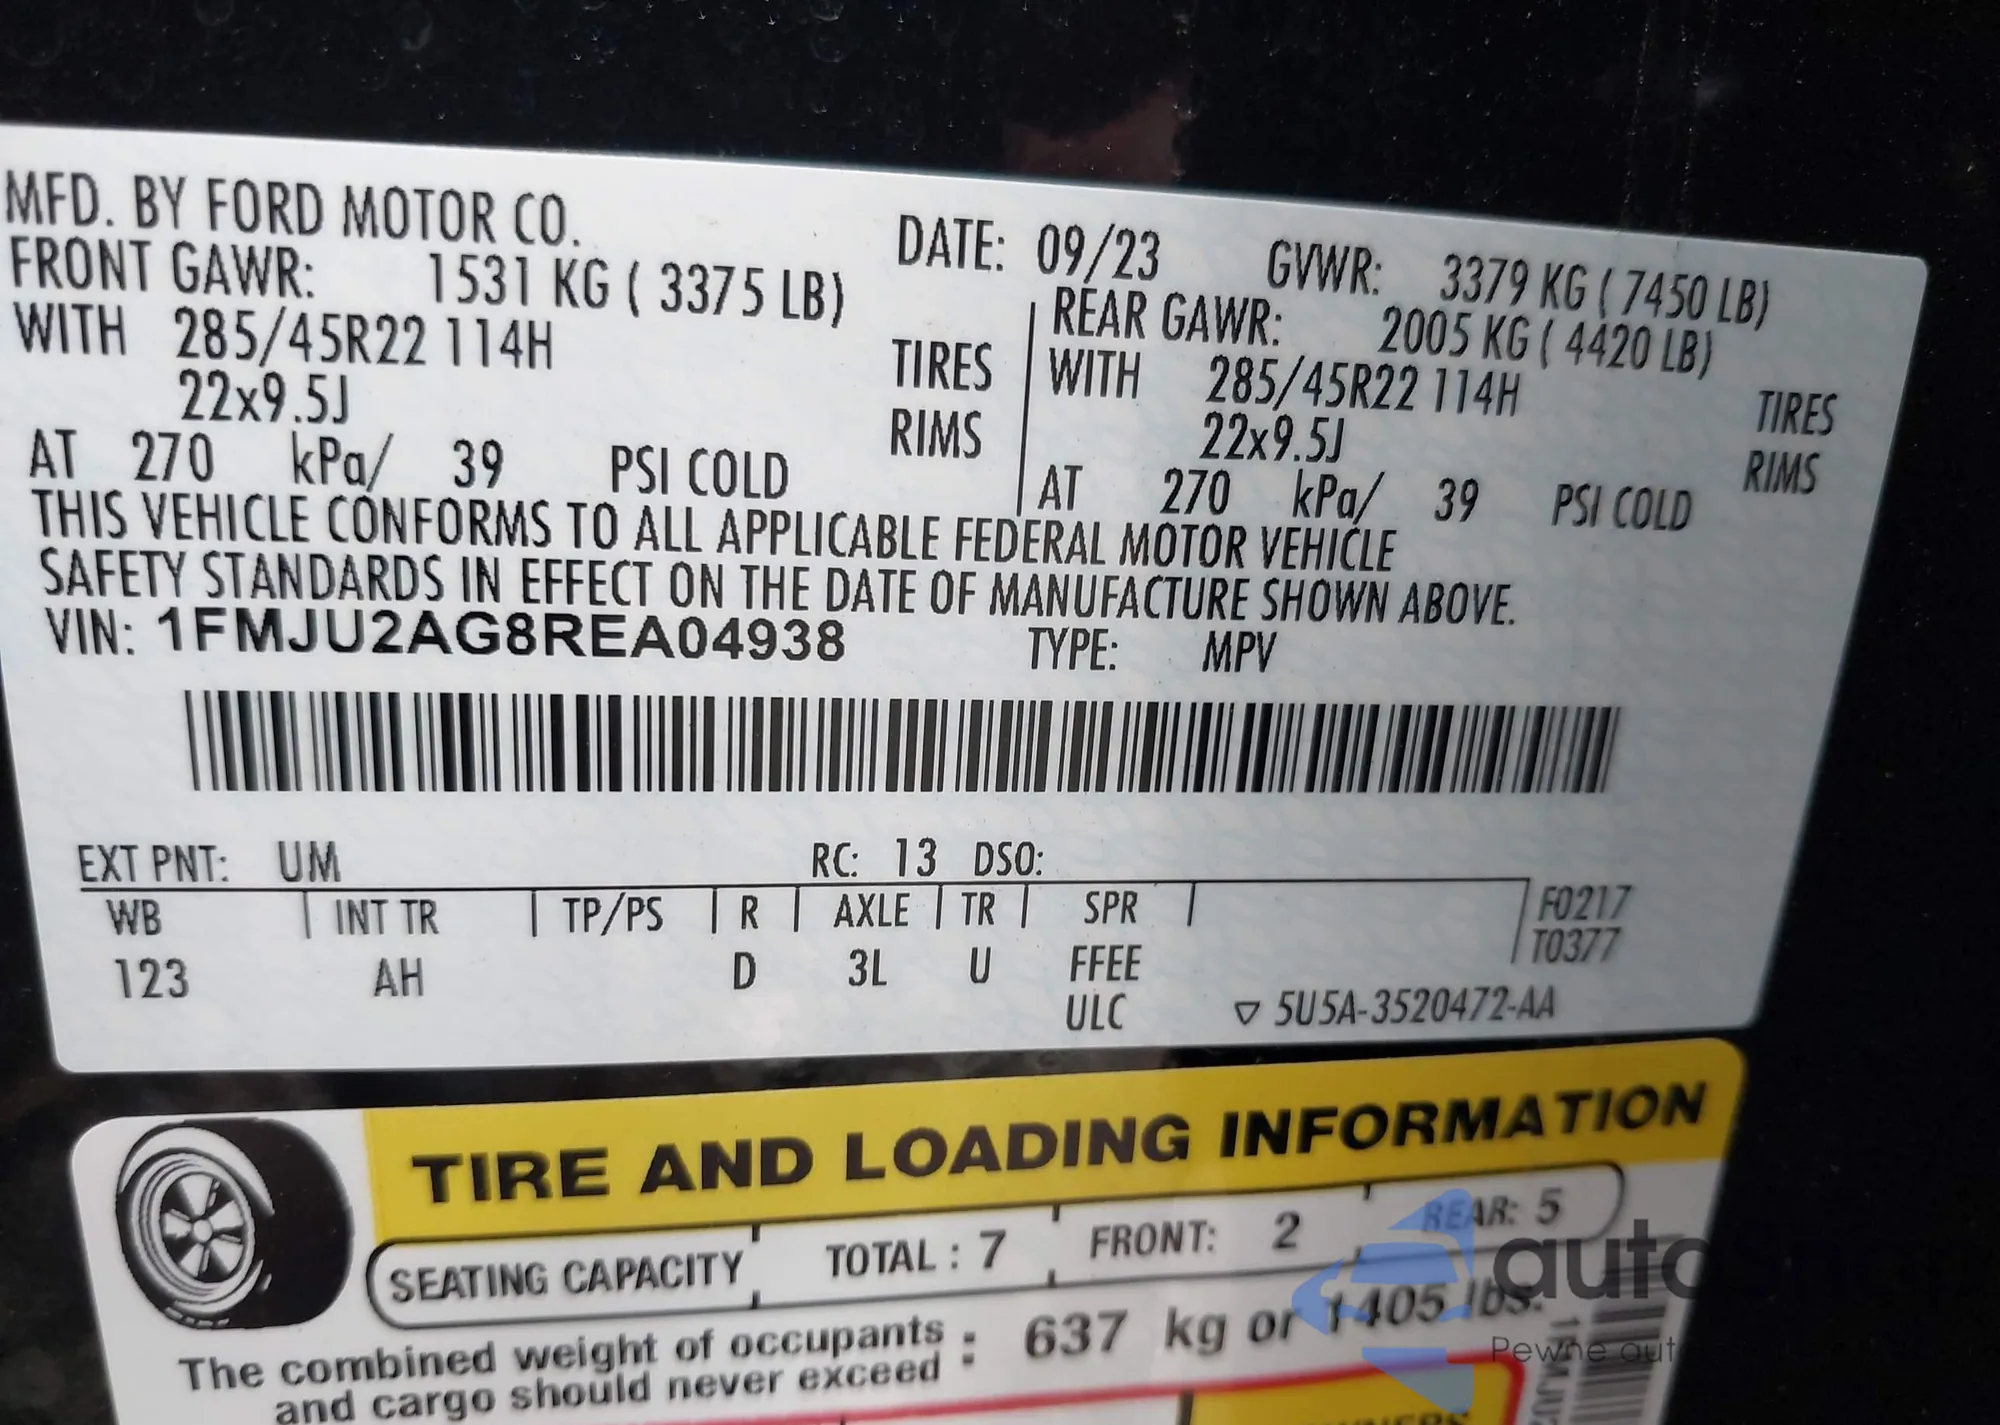 MFD. BY FORD MOTOR CO.
DATE: 09/23 GVWR: 3379 KG ( 7450 LB)
FRONT GAWR: 1531 KG ( 3375 LB)
REAR GAWR: 2005 KG ( 4420 LB)
WITH 285/45R22 114H TIRES
WITH 285/45R22 114H TIRES
22x9.5J RIMS
22x9.5J RIMS
AT 270 kPa/ 39 PSI COLD
AT 270 kPa/ 39 PSI COLD
THIS VEHICLE CONFORMS TO ALL APPLICABLE FEDERAL MOTOR VEHICLE
SAFETY STANDARDS IN EFFECT ON THE DATE OF MANUFACTURE SHOWN ABOVE.
VIN: 1FMJU2AG8REA04938 TYPE: MPV
EXT PNT: UM RC: 13 DSO:
WB INT TR TP/PS R AXLE TR SPR F0217
T0377
123 AH D 3L U FFEE
ULC ▽ 5U5A-3520472-AA
TIRE AND LOADING INFORMATION
SEATING CAPACITY TOTAL : 7 FRONT: 2 REAR: 5
The combined weight of occupants
and cargo should never exceed : 637 kg or 1405 lbs.
auto
Pewne aut
1FMJU2